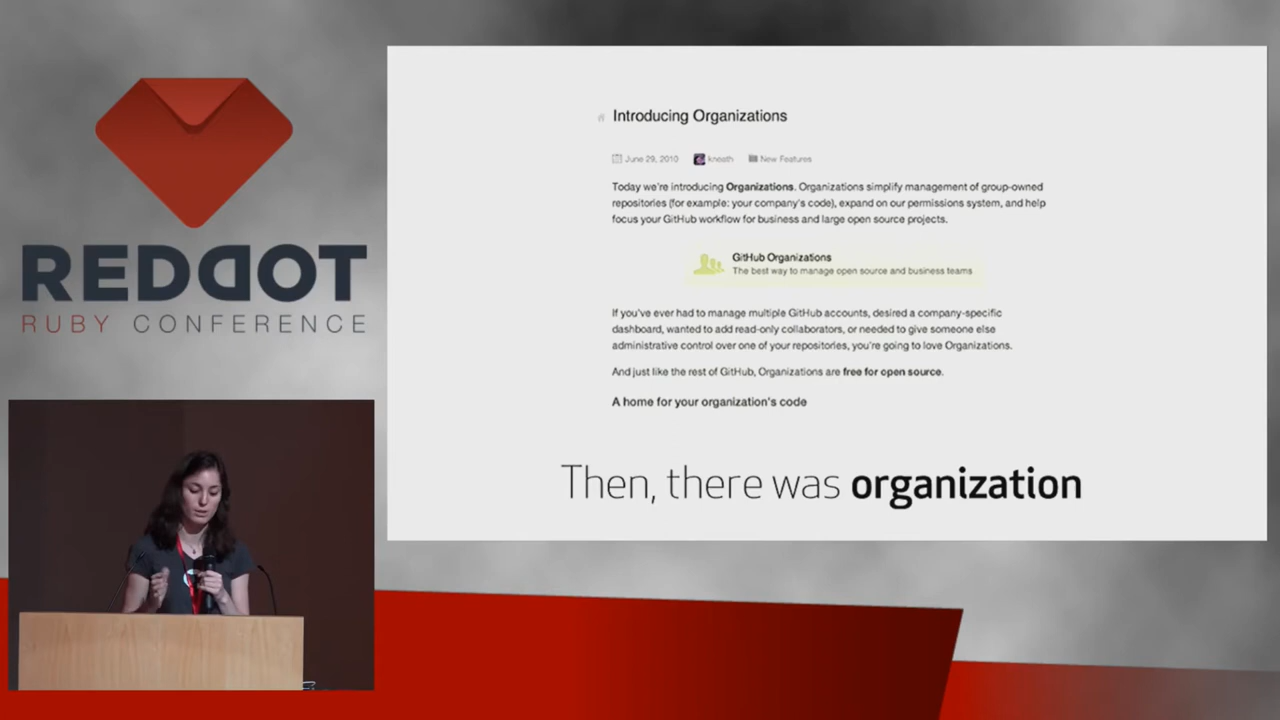 REDDOT
RUBY CONFERENCE
Introducing Organizations
June 29, 2010 kneath New Features
Today we're introducing Organizations. Organizations simplify management of group-owned
repositories (for example: your company's code), expand on our permissions system, and help
focus your GitHub workflow for business and large open source projects.
GitHub Organizations
The best way to manage open source and business teams
If you've ever had to manage multiple GitHub accounts, desired a company-specific
dashboard, wanted to add read-only collaborators, or needed to give someone else
administrative control over one of your repositories, you're going to love Organizations.
And just like the rest of GitHub, Organizations are free for open source.
A home for your organization's code
Then, there was organization